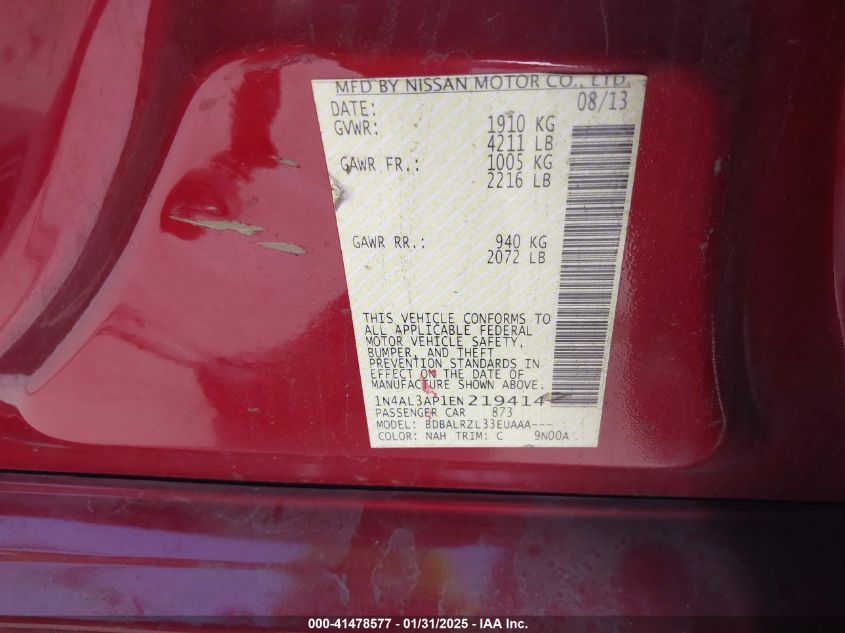 MFD BY NISSAN MOTOR CO., LTD.
DATE: 08/13
GVWR: 1910 KG
4211 LB
GAWR FR.: 1005 KG
2216 LB
GAWR RR.: 940 KG
2072 LB
THIS VEHICLE CONFORMS TO
ALL APPLICABLE FEDERAL
MOTOR VEHICLE SAFETY,
BUMPER, AND THEFT
PREVENTION STANDARDS IN
EFFECT ON THE DATE OF
MANUFACTURE SHOWN ABOVE.
1N4AL3AP1EN219414
PASSENGER CAR 873
MODEL: BDBALRZL33EUAAA---
COLOR: NAH TRIM: C 9N00A
000-41478577 - 01/31/2025 - IAA Inc.